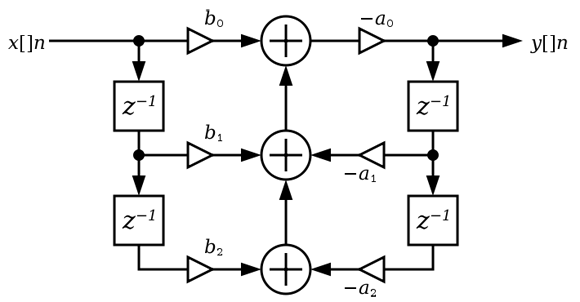 b₀
−a₀
x[]n
y[]n
z⁻¹
z⁻¹
b₁
−a₁
z⁻¹
z⁻¹
b₂
−a₂